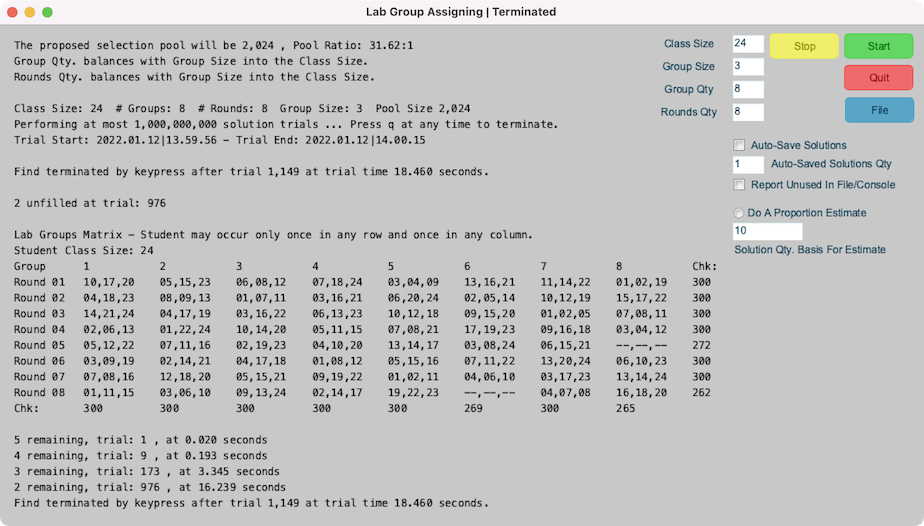 Lab Group Assigning | Terminated
The proposed selection pool will be 2,024 , Pool Ratio: 31.62:1
Group Qty. balances with Group Size into the Class Size.
Rounds Qty. balances with Group Size into the Class Size.
Class Size: 24 # Groups: 8 # Rounds: 8 Group Size: 3 Pool Size 2,024
Performing at most 1,000,000,000 solution trials ... Press q at any time to terminate.
Trial Start: 2022.01.12|13.59.56 – Trial End: 2022.01.12|14.00.15
Find terminated by keypress after trial 1,149 at trial time 18.460 seconds.
2 unfilled at trial: 976
Lab Groups Matrix – Student may occur only once in any row and once in any column.
Student Class Size: 24
Group 1 2 3 4 5 6 7 8 Chk:
Round 01 10,17,20 05,15,23 06,08,12 07,18,24 03,04,09 13,16,21 11,14,22 01,02,19 300
Round 02 04,18,23 08,09,13 01,07,11 03,16,21 06,20,24 02,05,14 10,12,19 15,17,22 300
Round 03 14,21,24 04,17,19 03,16,22 06,13,23 10,12,18 09,15,20 01,02,05 07,08,11 300
Round 04 02,06,13 01,22,24 10,14,20 05,11,15 07,08,21 17,19,23 09,16,18 03,04,12 300
Round 05 05,12,22 07,11,16 02,19,23 04,10,20 13,14,17 03,08,24 06,15,21 --,--,-- 272
Round 06 03,09,19 02,14,21 04,17,18 01,08,12 05,15,16 07,11,22 13,20,24 06,10,23 300
Round 07 07,08,16 12,18,20 05,15,21 09,19,22 01,02,11 04,06,10 03,17,23 13,14,24 300
Round 08 01,11,15 03,06,10 09,13,24 02,14,17 19,22,23 --,--,-- 04,07,08 16,18,20 262
Chk: 300 300 300 300 300 269 300 265
5 remaining, trial: 1 , at 0.020 seconds
4 remaining, trial: 9 , at 0.193 seconds
3 remaining, trial: 173 , at 3.345 seconds
2 remaining, trial: 976 , at 16.239 seconds
Find terminated by keypress after trial 1,149 at trial time 18.460 seconds.
Class Size 24 Stop Start
Group Size 3 Quit
Group Qty 8
Rounds Qty 8 File
Auto-Save Solutions
1 Auto-Saved Solutions Qty
Report Unused In File/Console
Do A Proportion Estimate
10
Solution Qty. Basis For Estimate